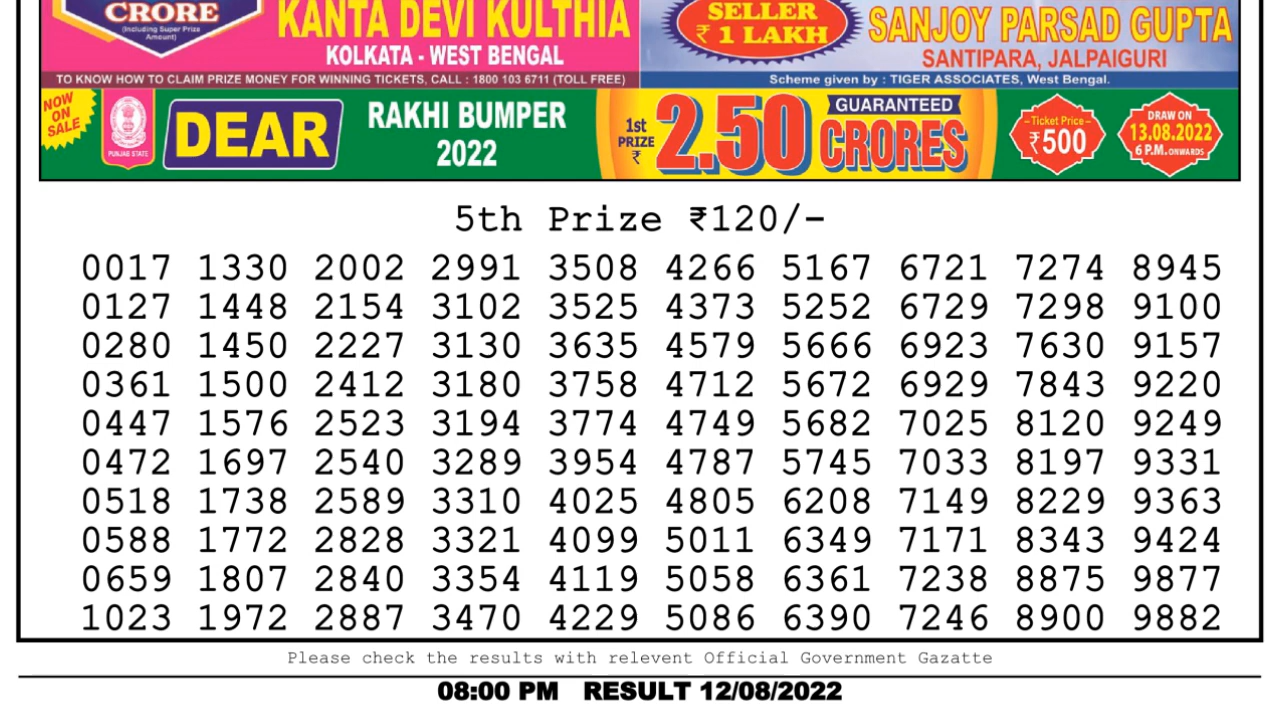 CRORE
(Including Super Prize
Amount)
KANTA DEVI KULTHIA
KOLKATA - WEST BENGAL
SELLER
₹ 1 LAKH
SANJOY PARSAD GUPTA
SANTIPARA, JALPAIGURI
TO KNOW HOW TO CLAIM PRIZE MONEY FOR WINNING TICKETS, CALL : 1800 103 6711 (TOLL FREE)
Scheme given by : TIGER ASSOCIATES, West Bengal.
NOW
ON
SALE
PUNJAB STATE
DEAR
RAKHI BUMPER
2022
1st
PRIZE
₹
2.50
GUARANTEED
CRORES
Ticket Price
₹500
DRAW ON
13.08.2022
6 P.M. ONWARDS
5th Prize ₹120/-
0017 1330 2002 2991 3508 4266 5167 6721 7274 8945
0127 1448 2154 3102 3525 4373 5252 6729 7298 9100
0280 1450 2227 3130 3635 4579 5666 6923 7630 9157
0361 1500 2412 3180 3758 4712 5672 6929 7843 9220
0447 1576 2523 3194 3774 4749 5682 7025 8120 9249
0472 1697 2540 3289 3954 4787 5745 7033 8197 9331
0518 1738 2589 3310 4025 4805 6208 7149 8229 9363
0588 1772 2828 3321 4099 5011 6349 7171 8343 9424
0659 1807 2840 3354 4119 5058 6361 7238 8875 9877
1023 1972 2887 3470 4229 5086 6390 7246 8900 9882
Please check the results with relevent Official Government Gazatte
08:00 PM RESULT 12/08/2022